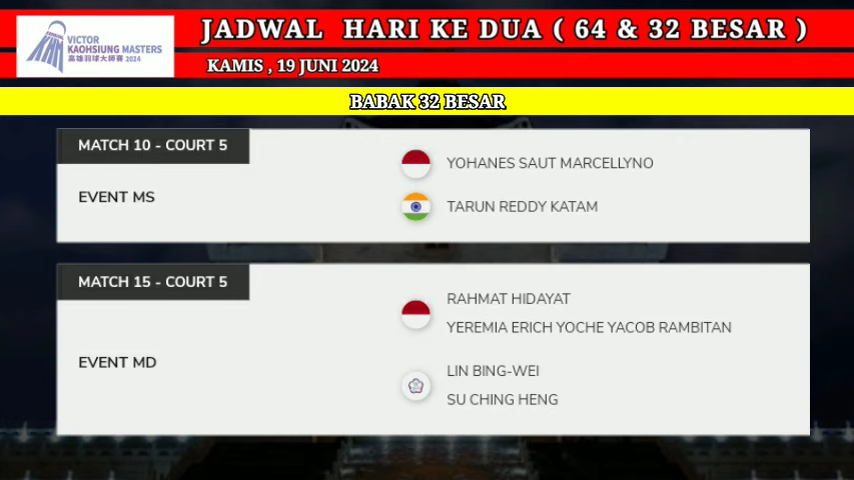 JADWAL HARI KE DUA ( 64 & 32 BESAR )
VICTOR
KAOHSIUNG MASTERS
高雄羽球大師賽 2024
KAMIS , 19 JUNI 2024
BABAK 32 BESAR
MATCH 10 - COURT 5
EVENT MS
YOHANES SAUT MARCELLYNO
TARUN REDDY KATAM
MATCH 15 - COURT 5
EVENT MD
RAHMAT HIDAYAT
YEREMIA ERICH YOCHE YACOB RAMBITAN
LIN BING-WEI
SU CHING HENG